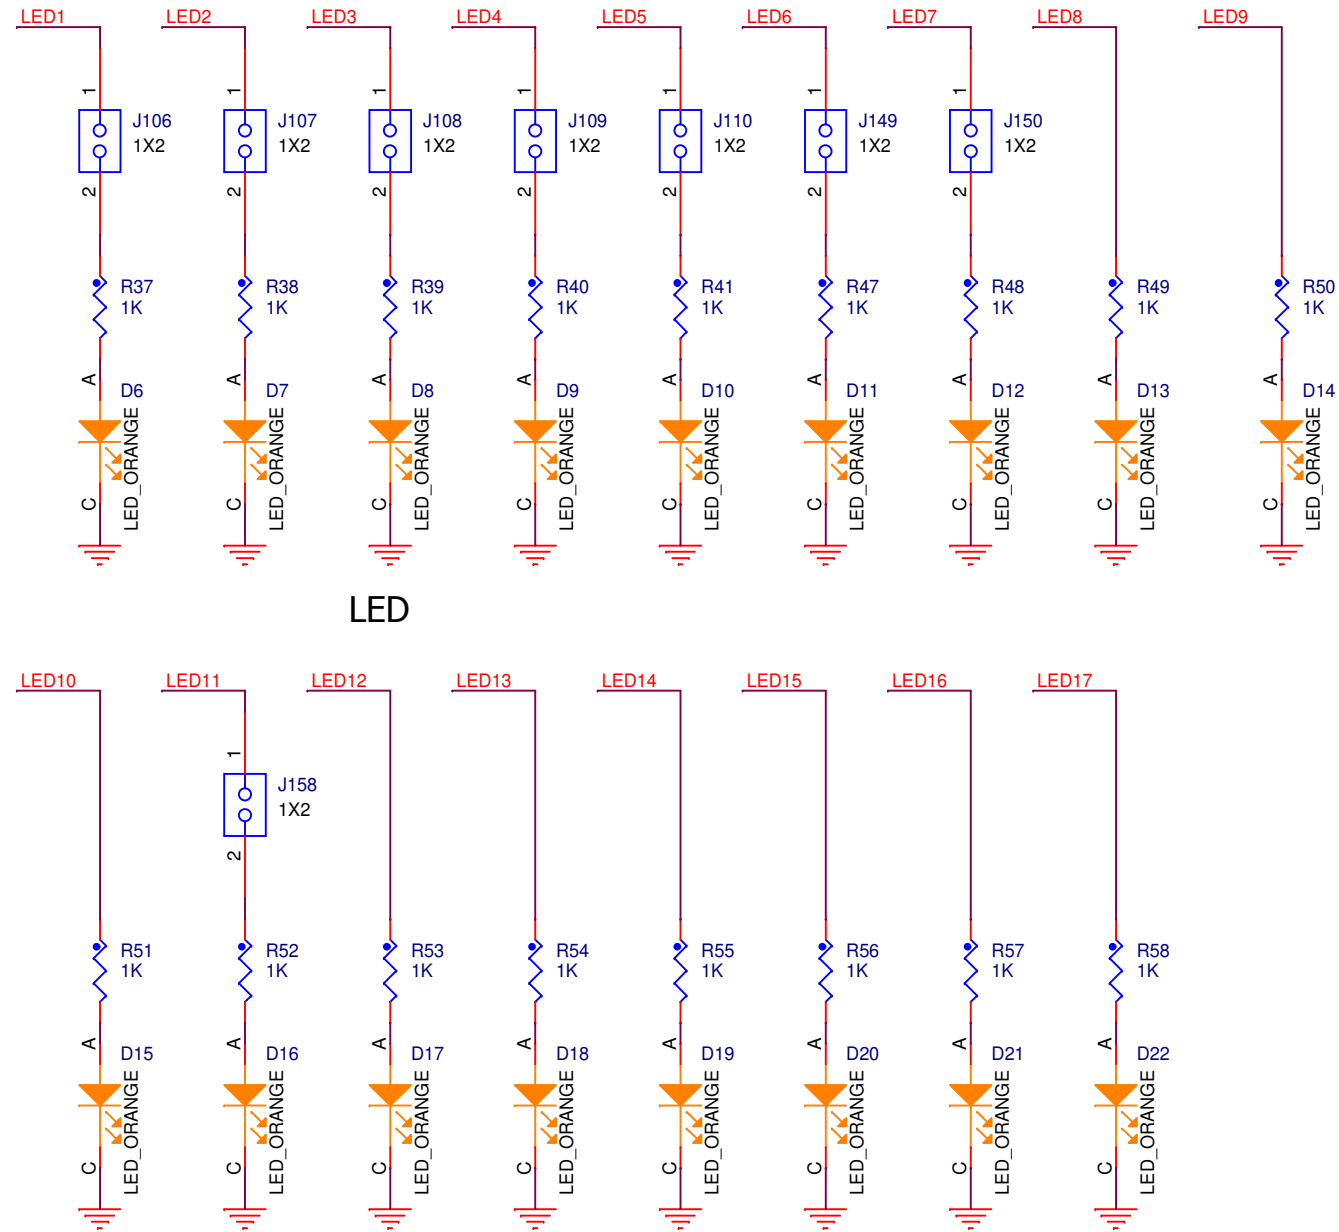 LED1 LED2 LED3 LED4 LED5 LED6 LED7 LED8 LED9
1 1 1 1 1 1 1
J106 J107 J108 J109 J110 J149 J150
1X2 1X2 1X2 1X2 1X2 1X2 1X2
2 2 2 2 2 2 2
R37 R38 R39 R40 R41 R47 R48 R49 R50
1K 1K 1K 1K 1K 1K 1K 1K 1K
A A A A A A A A A
D6 D7 D8 D9 D10 D11 D12 D13 D14
LED_ORANGE LED_ORANGE LED_ORANGE LED_ORANGE LED_ORANGE LED_ORANGE LED_ORANGE LED_ORANGE LED_ORANGE
C C C C C C C C C
LED
LED10 LED11 LED12 LED13 LED14 LED15 LED16 LED17
1
J158
1X2
2
R51 R52 R53 R54 R55 R56 R57 R58
1K 1K 1K 1K 1K 1K 1K 1K
A A A A A A A A
D15 D16 D17 D18 D19 D20 D21 D22
LED_ORANGE LED_ORANGE LED_ORANGE LED_ORANGE LED_ORANGE LED_ORANGE LED_ORANGE LED_ORANGE
C C C C C C C C